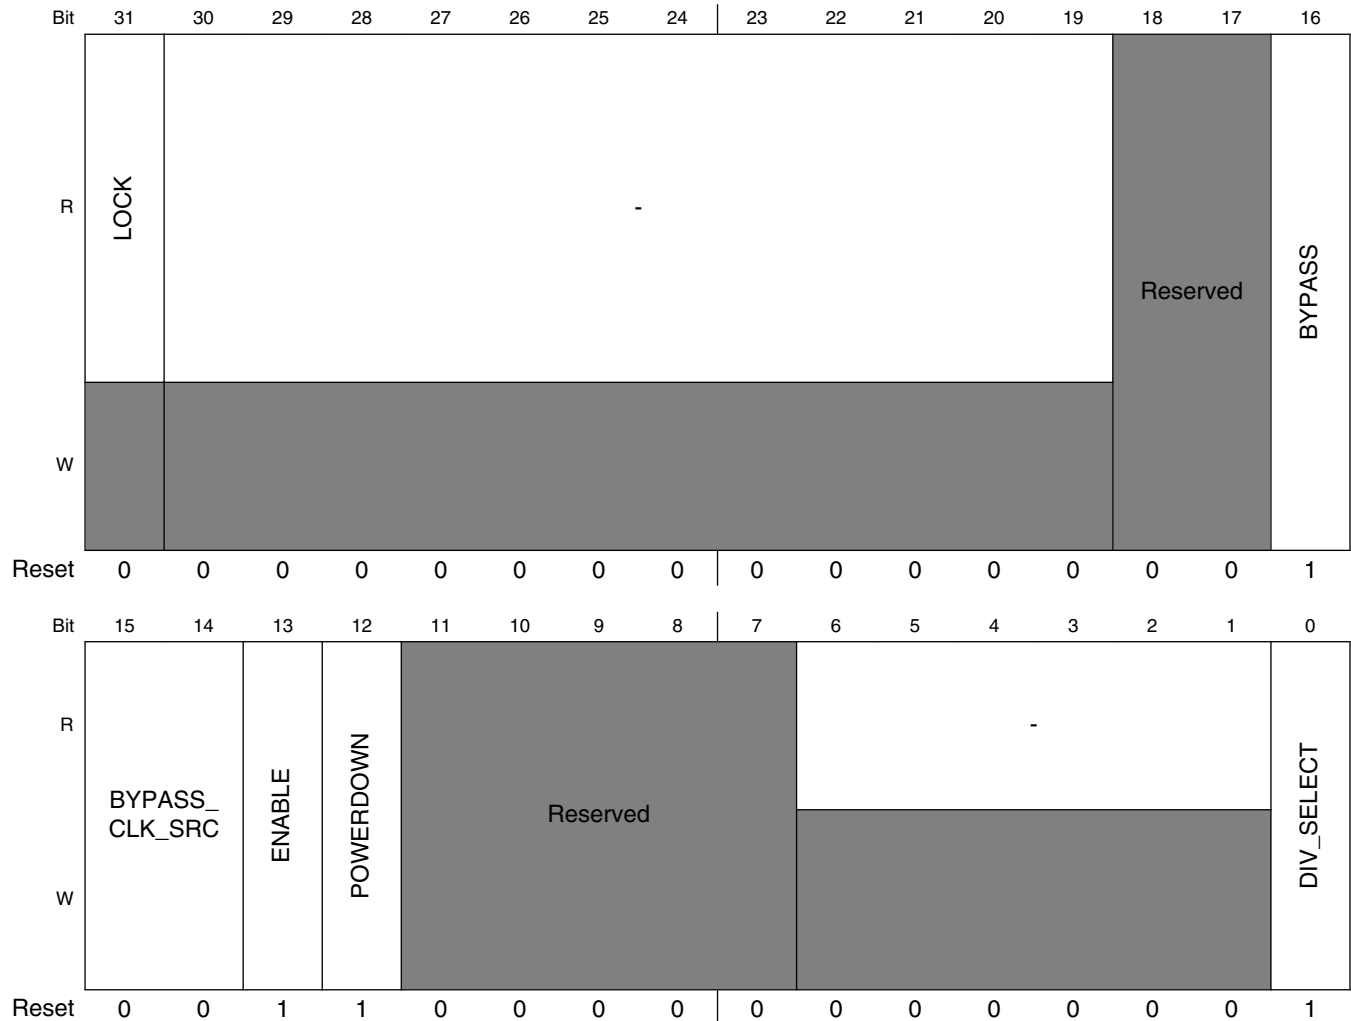 Bit 31 30 29 28 27 26 25 24 23 22 21 20 19 18 17 16
R
LOCK
-
Reserved
BYPASS
W
Reset 0 0 0 0 0 0 0 0 0 0 0 0 0 0 0 1
Bit 15 14 13 12 11 10 9 8 7 6 5 4 3 2 1 0
R
BYPASS_
CLK_SRC
ENABLE
POWERDOWN
Reserved
-
DIV_SELECT
W
Reset 0 0 1 1 0 0 0 0 0 0 0 0 0 0 0 1